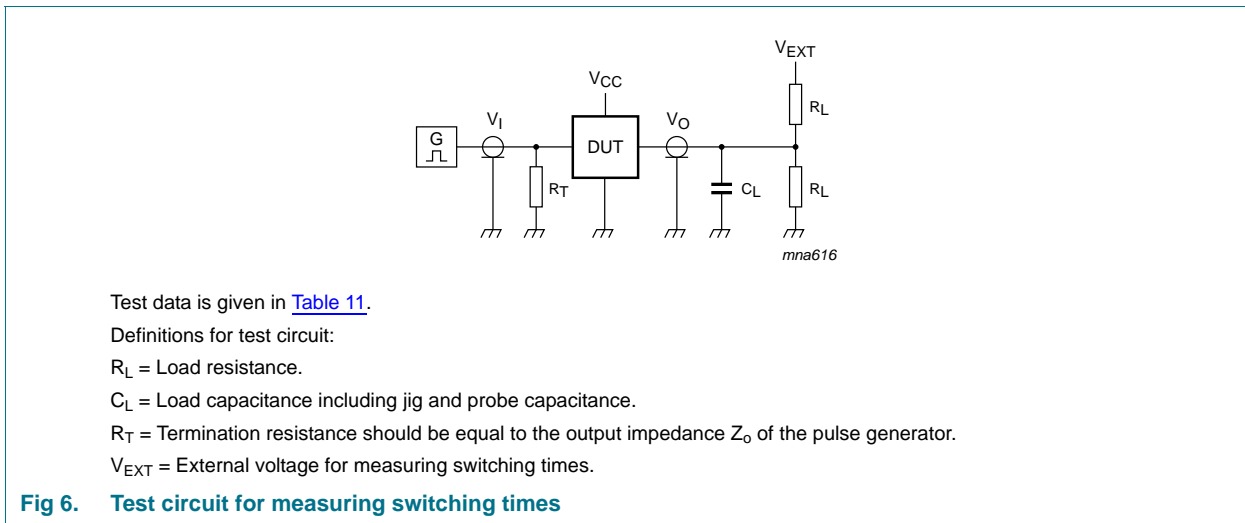 VEXT
VCC
RL
VI
VO
G
DUT
RT
CL
RL
mna616
Test data is given in Table 11.
Definitions for test circuit:
RL = Load resistance.
CL = Load capacitance including jig and probe capacitance.
RT = Termination resistance should be equal to the output impedance Zo of the pulse generator.
VEXT = External voltage for measuring switching times.
Fig 6. Test circuit for measuring switching times